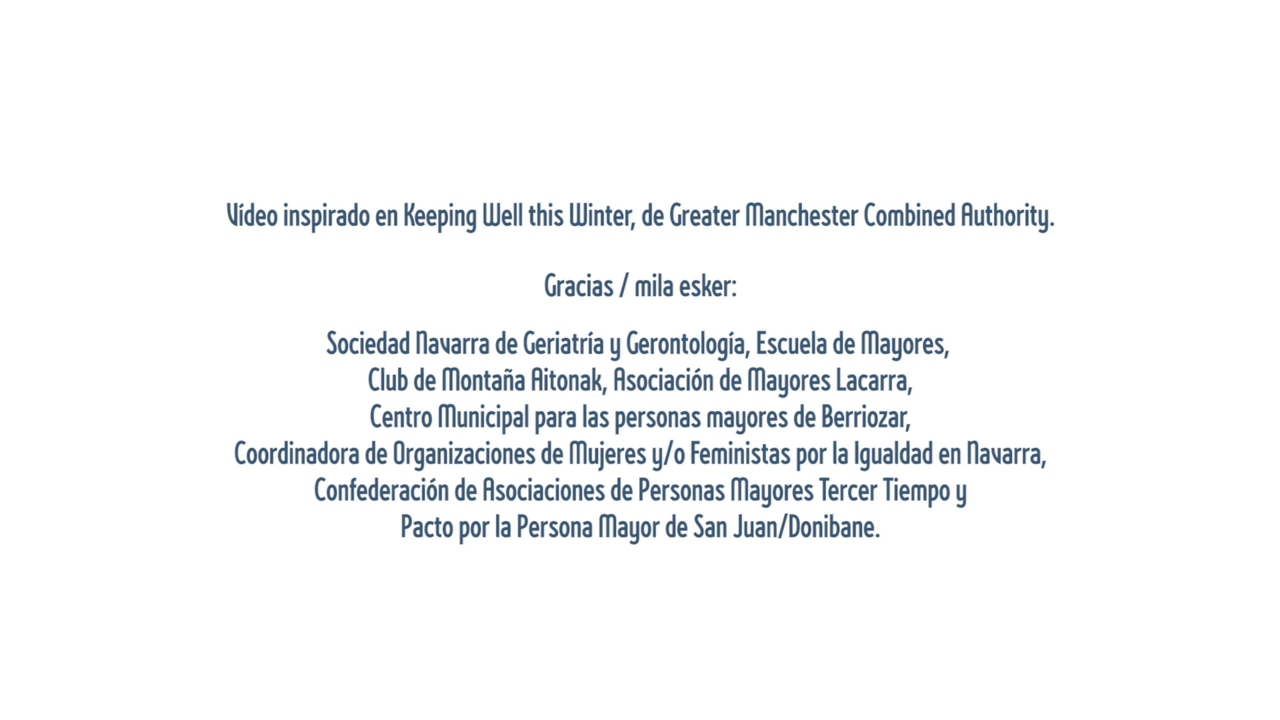 Vídeo inspirado en Keeping Well this Winter, de Greater Manchester Combined Authority.
Gracias / mila esker:
Sociedad Navarra de Geriatría y Gerontología, Escuela de Mayores,
Club de Montaña Aitonak, Asociación de Mayores Lacarra,
Centro Municipal para las personas mayores de Berriozar,
Coordinadora de Organizaciones de Mujeres y/o Feministas por la Igualdad en Navarra,
Confederación de Asociaciones de Personas Mayores Tercer Tiempo y
Pacto por la Persona Mayor de San Juan/Donibane.